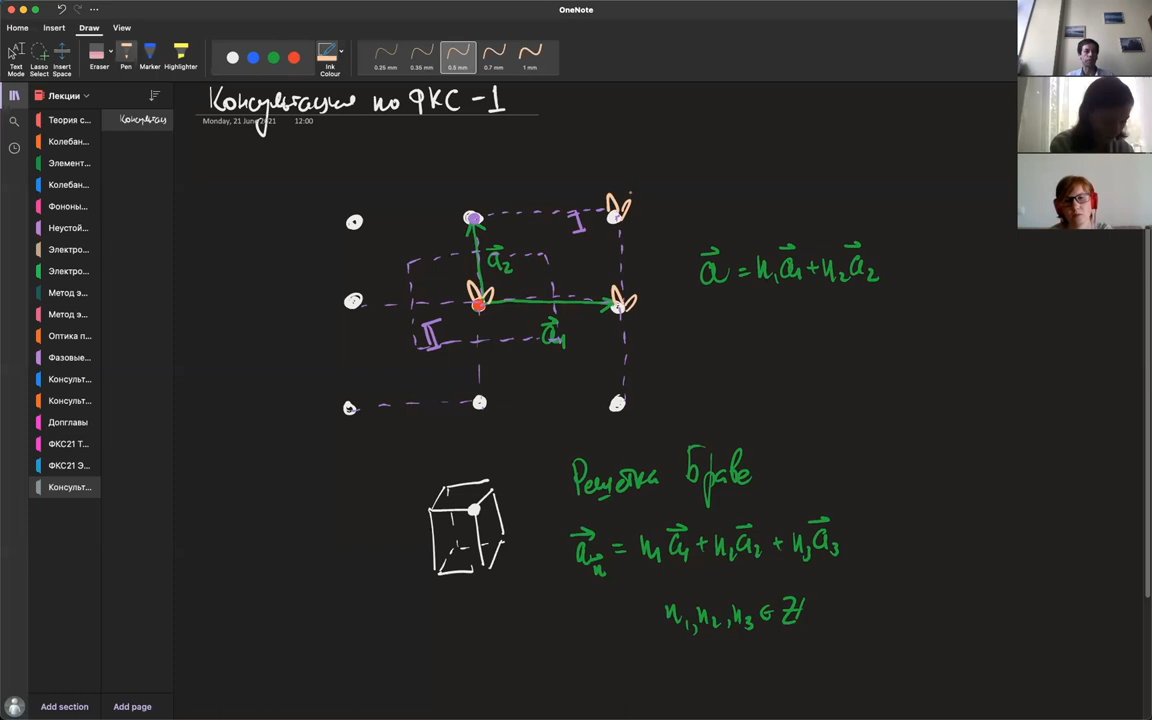 OneNote
Home Insert Draw View
Text Mode
Lasso Select
Insert Space
Eraser
Pen
Marker
Highlighter
Ink Colour
0.25 mm
0.35 mm
0.5 mm
0.7 mm
1 mm
Лекции
Теория с...
Колебан...
Элемент...
Колебан...
Фононы...
Неустой...
Электро...
Электро...
Метод э...
Метод э...
Оптика п...
Фазовые...
Консульт...
Консульт...
Допглавы
ФКС21 Т...
ФКС21 Э...
Консульт...
Add section
Add page
Консультац
Консультация по ФКС-1
Monday, 21 June 2021 12:00
I
a⃗₂
II
a⃗₁
a⃗ = n₁a⃗₁ + n₂a⃗₂
Решетка Браве
a⃗_n⃗ = n₁a⃗₁ + n₂a⃗₂ + n₃a⃗₃
n₁, n₂, n₃ ∈ ℤ